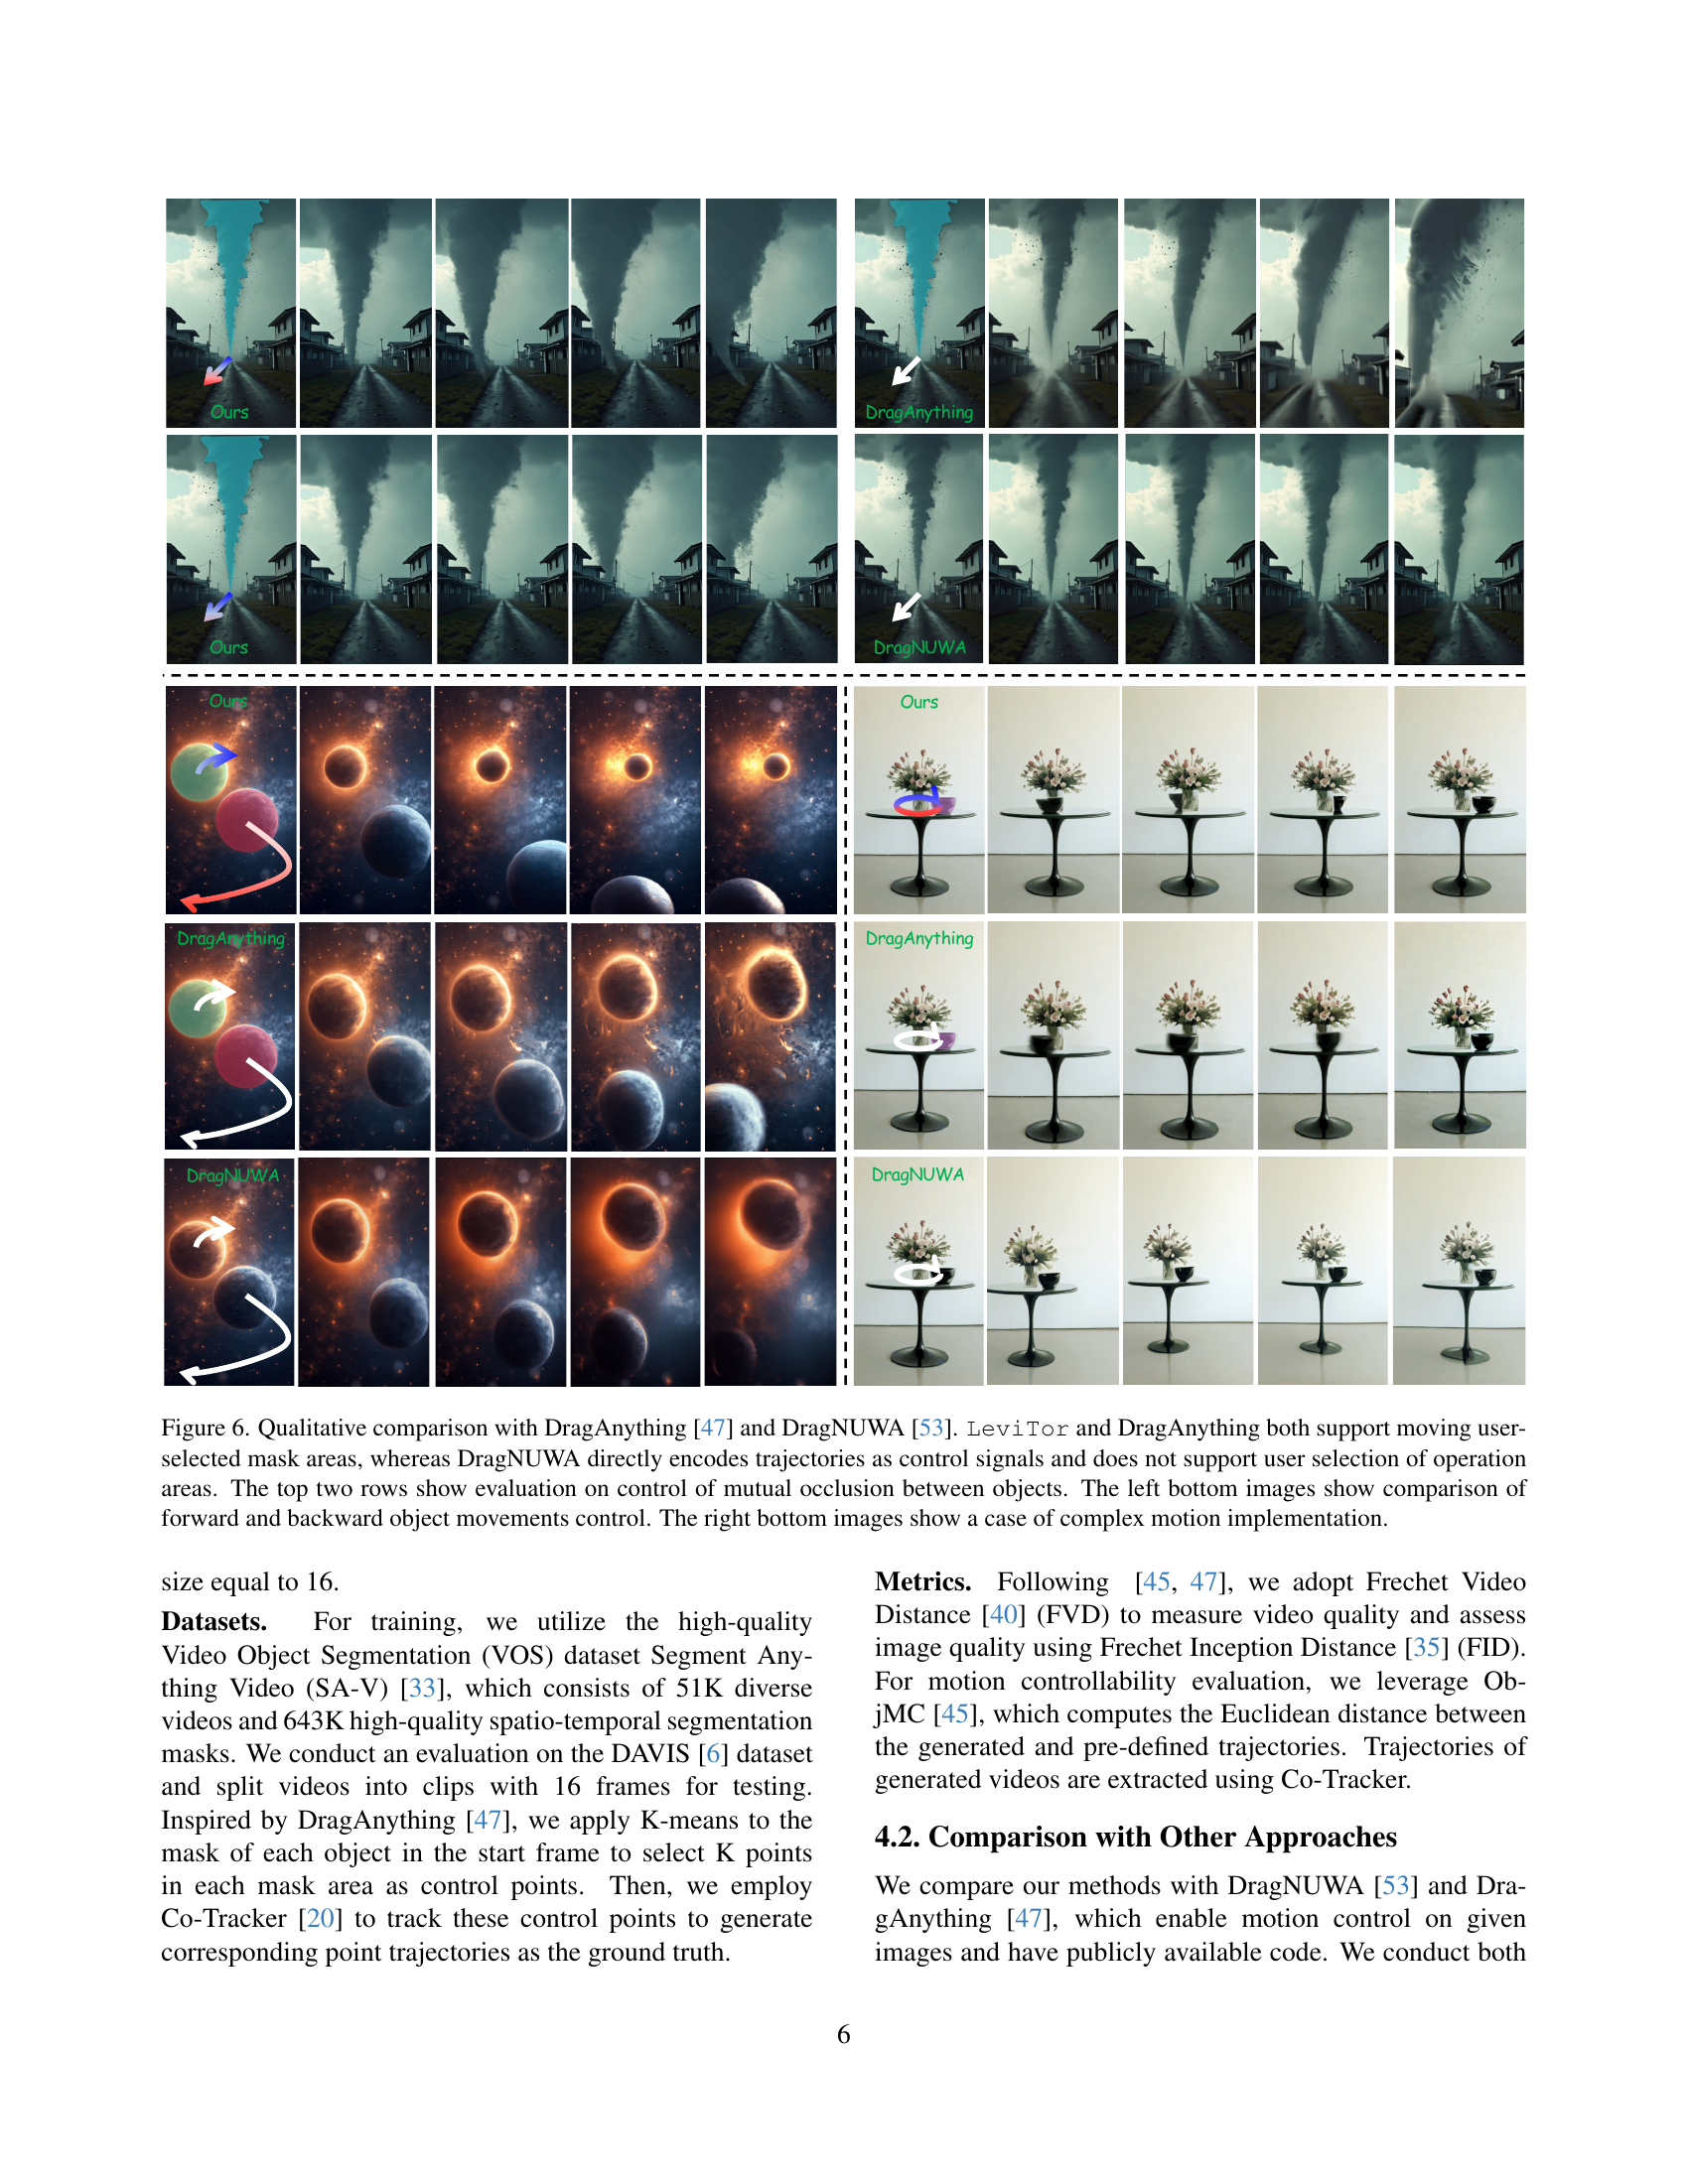 Ours
DragAnything
Ours
DragNUWA
Ours
Ours
DragAnything
DragAnything
DragNUWA
DragNUWA
Figure 6. Qualitative comparison with DragAnything [47] and DragNUWA [53]. LeviTor and DragAnything both support moving user-
selected mask areas, whereas DragNUWA directly encodes trajectories as control signals and does not support user selection of operation
areas. The top two rows show evaluation on control of mutual occlusion between objects. The left bottom images show comparison of
forward and backward object movements control. The right bottom images show a case of complex motion implementation.
size equal to 16.
Datasets. For training, we utilize the high-quality
Video Object Segmentation (VOS) dataset Segment Any-
thing Video (SA-V) [33], which consists of 51K diverse
videos and 643K high-quality spatio-temporal segmentation
masks. We conduct an evaluation on the DAVIS [6] dataset
and split videos into clips with 16 frames for testing.
Inspired by DragAnything [47], we apply K-means to the
mask of each object in the start frame to select K points
in each mask area as control points. Then, we employ
Co-Tracker [20] to track these control points to generate
corresponding point trajectories as the ground truth.
Metrics. Following [45, 47], we adopt Frechet Video
Distance [40] (FVD) to measure video quality and assess
image quality using Frechet Inception Distance [35] (FID).
For motion controllability evaluation, we leverage Ob-
jMC [45], which computes the Euclidean distance between
the generated and pre-defined trajectories. Trajectories of
generated videos are extracted using Co-Tracker.
4.2. Comparison with Other Approaches
We compare our methods with DragNUWA [53] and Dra-
gAnything [47], which enable motion control on given
images and have publicly available code. We conduct both
6